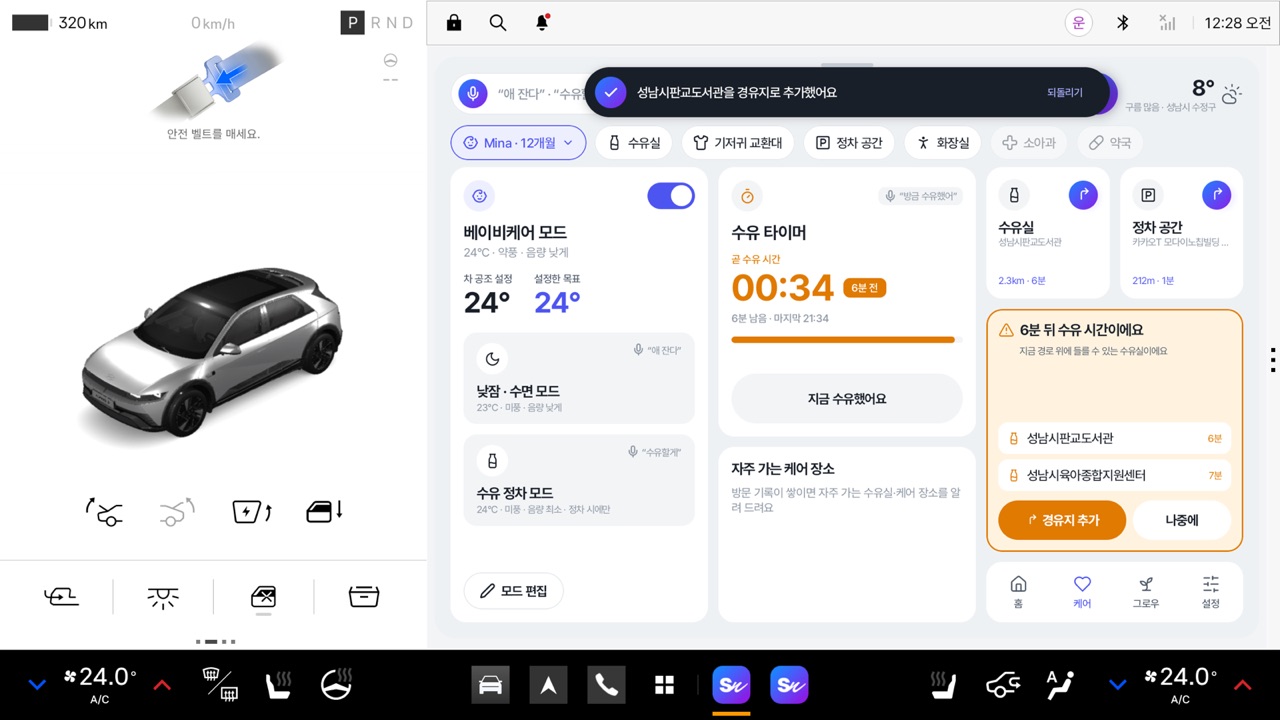 320 km
0 km/h
P R N D
운
12:28 오전
--
안전 벨트를 매세요.
“애 잔다” · “수유
성남시판교도서관을 경유지로 추가했어요
되돌리기
8°
구름 많음 · 성남시 수정구
Mina · 12개월
수유실
기저귀 교환대
P 정차 공간
화장실
소아과
약국
베이비케어 모드
24°C · 약풍 · 음량 낮게
차 공조 설정
설정한 목표
24°
24°
“애 잔다”
낮잠 · 수면 모드
23°C · 미풍 · 음량 낮게
“수유할게”
수유 정차 모드
24°C · 미풍 · 음량 최소 · 정차 시에만
모드 편집
“방금 수유했어”
수유 타이머
곧 수유 시간
00:34
6분 전
6분 남음 · 마지막 21:34
지금 수유했어요
자주 가는 케어 장소
방문 기록이 쌓이면 자주 가는 수유실·케어 장소를 알
려 드려요
수유실
성남시판교도서관
2.3km · 6분
P
정차 공간
카카오T 모다이노칩빌딩 ...
212m · 1분
6분 뒤 수유 시간이에요
지금 경로 위에 들를 수 있는 수유실이에요
성남시판교도서관
6분
성남시육아종합지원센터
7분
경유지 추가
나중에
홈
케어
그로우
설정
24.0°
A/C
Sv
Sv
A
24.0°
A/C